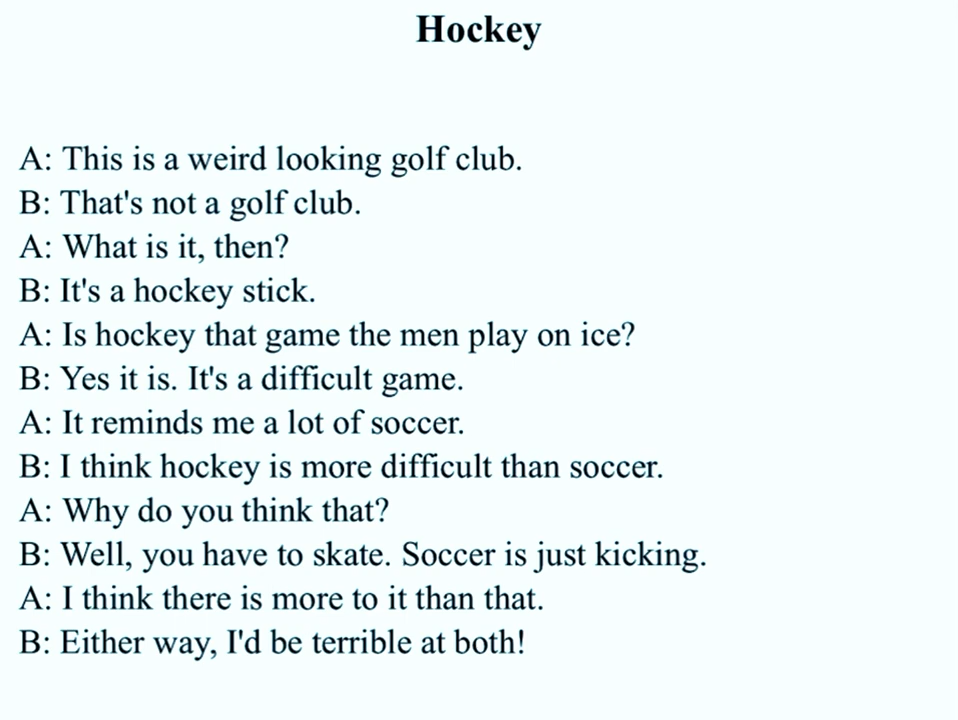 Hockey
A: This is a weird looking golf club.
B: That's not a golf club.
A: What is it, then?
B: It's a hockey stick.
A: Is hockey that game the men play on ice?
B: Yes it is. It's a difficult game.
A: It reminds me a lot of soccer.
B: I think hockey is more difficult than soccer.
A: Why do you think that?
B: Well, you have to skate. Soccer is just kicking.
A: I think there is more to it than that.
B: Either way, I'd be terrible at both!